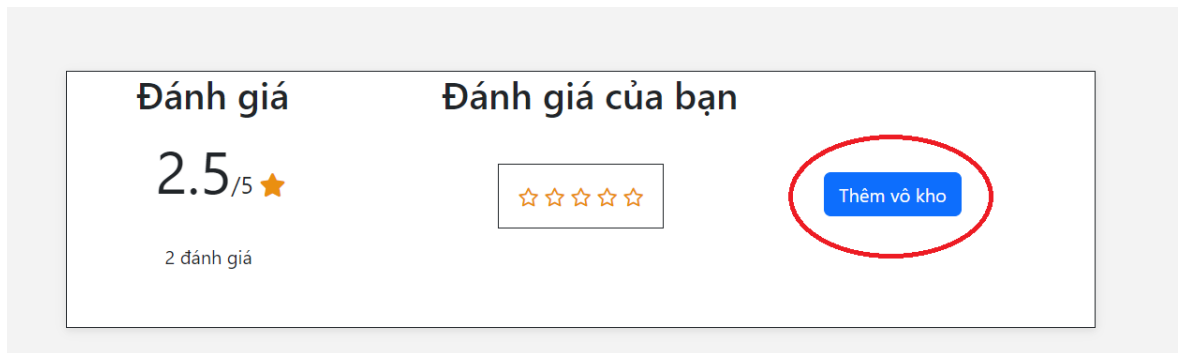 Đánh giá
2.5/5
2 đánh giá
Đánh giá của bạn
Thêm vô kho